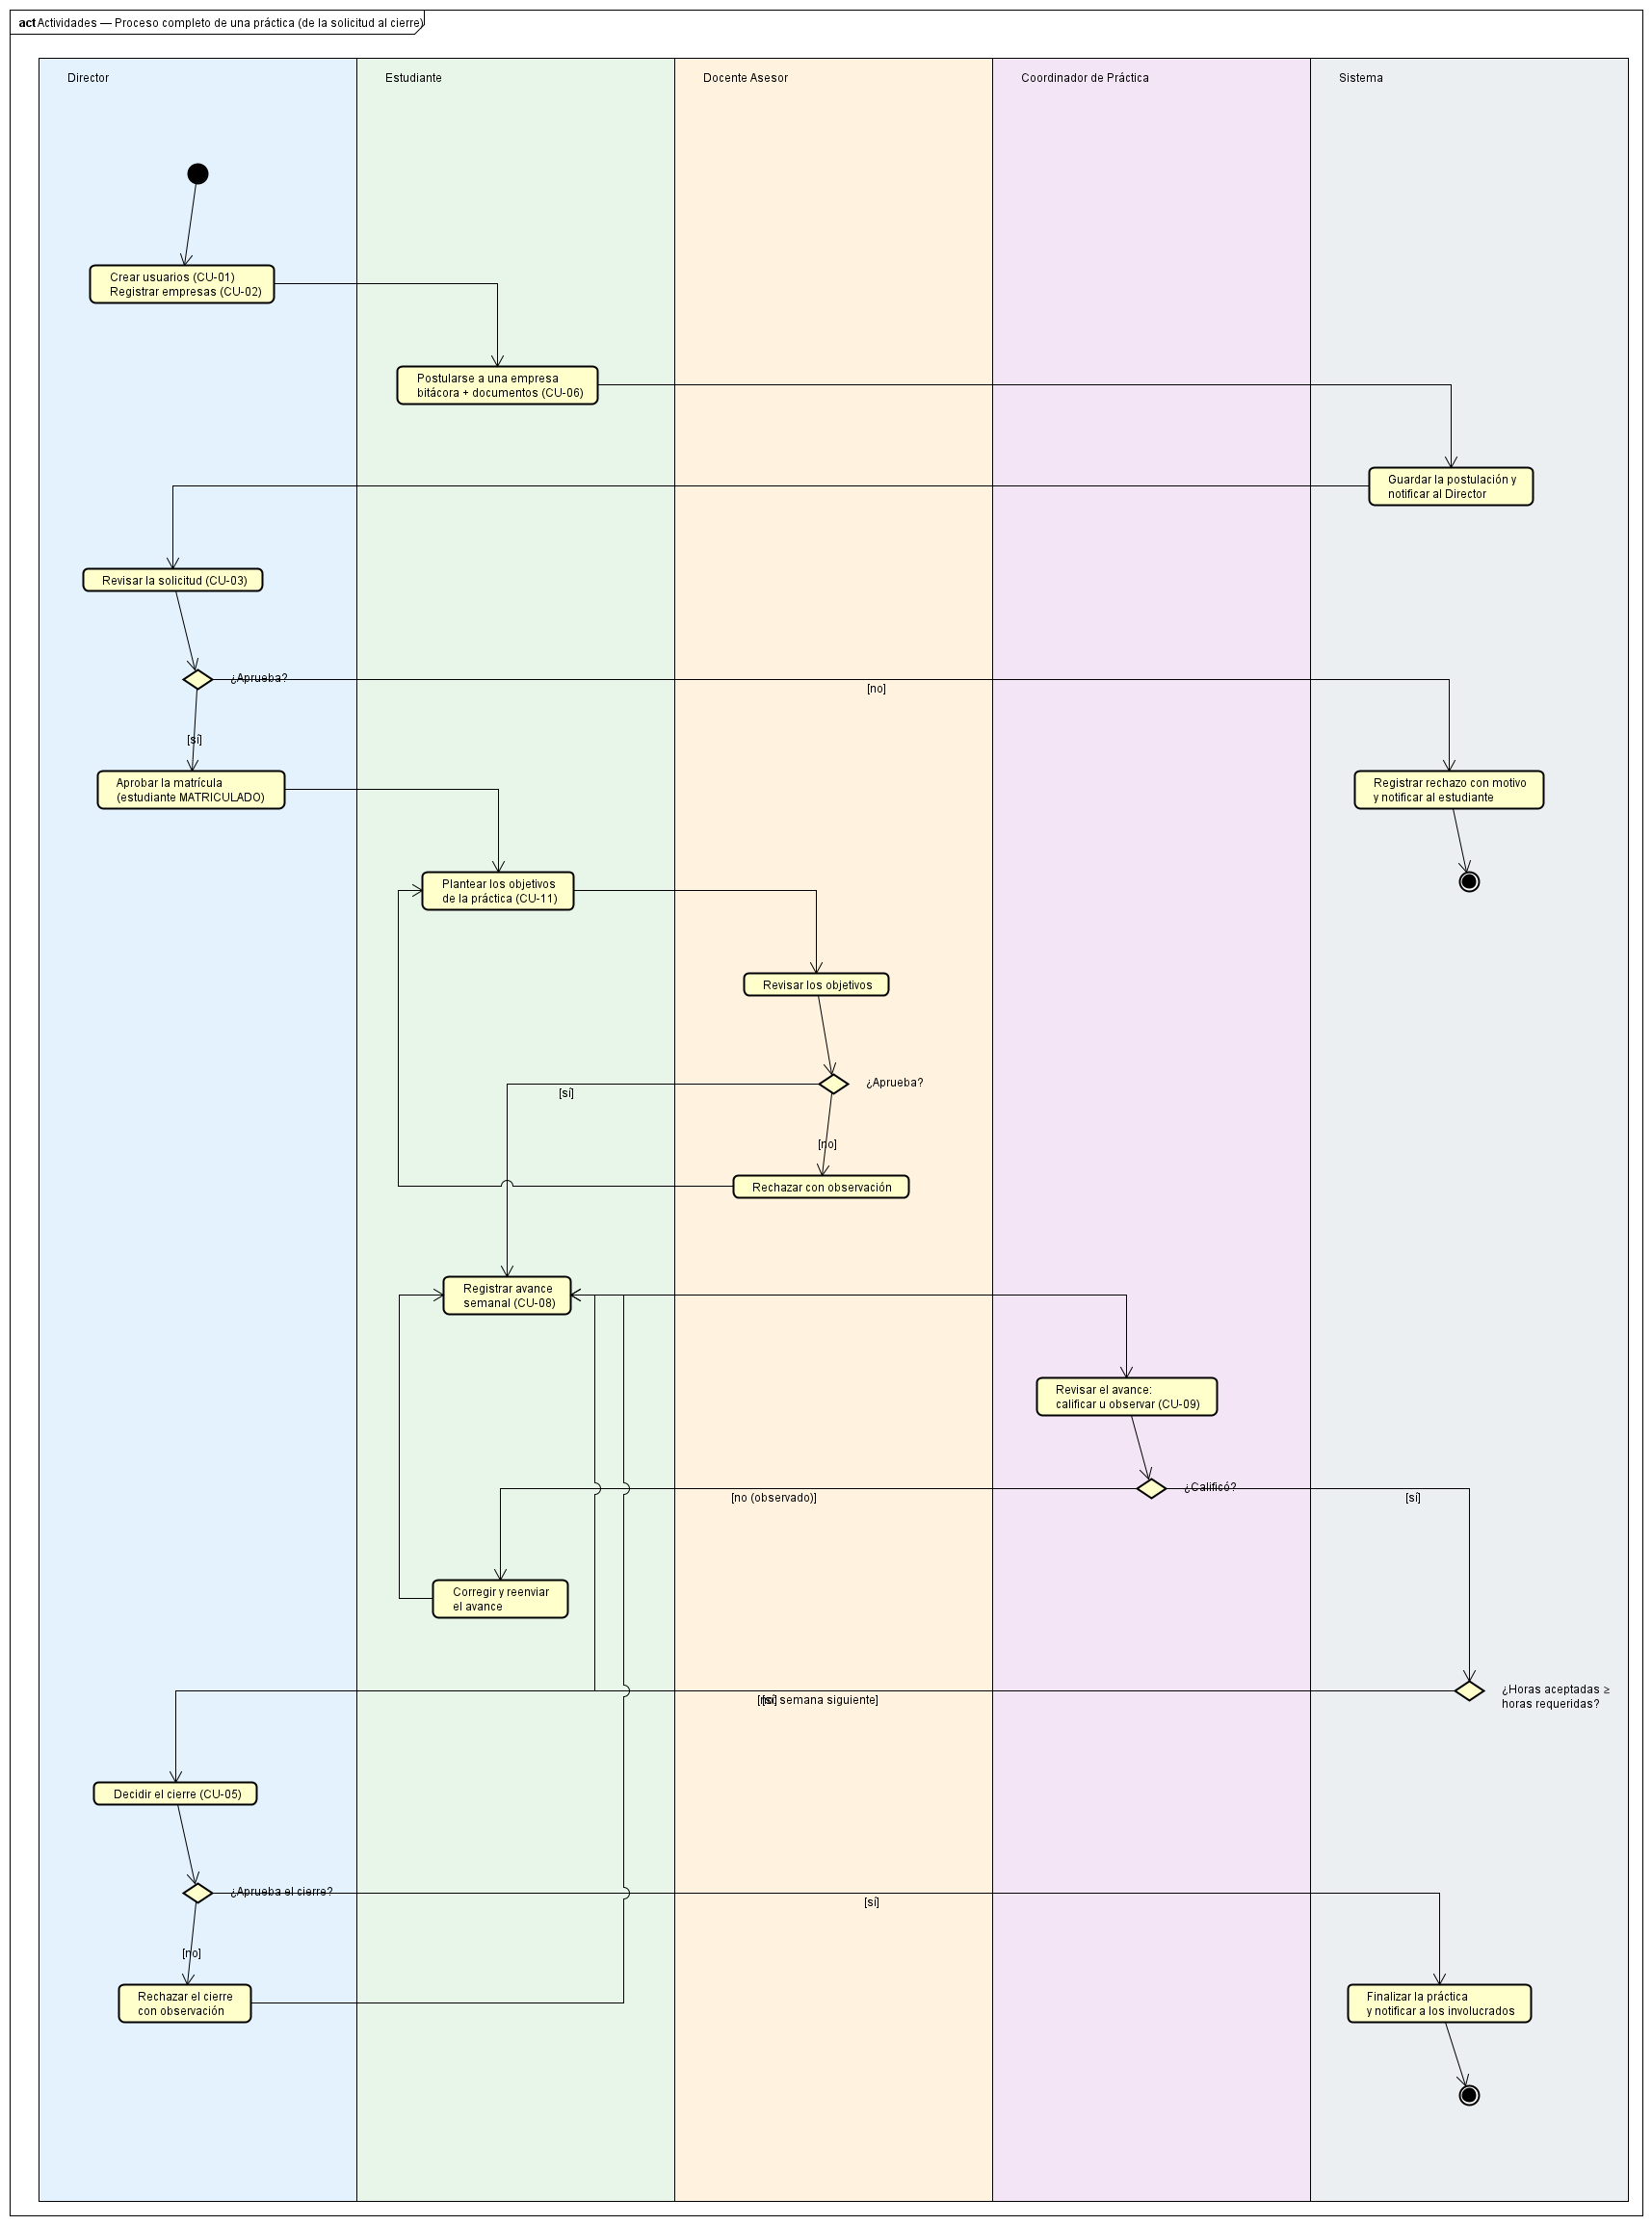 act Actividades — Proceso completo de una práctica (de la solicitud al cierre)
Director
Estudiante
Docente Asesor
Coordinador de Práctica
Sistema
Crear usuarios (CU-01)
Registrar empresas (CU-02)
Postularse a una empresa
bitácora + documentos (CU-06)
Guardar la postulación y
notificar al Director
Revisar la solicitud (CU-03)
¿Aprueba?
[no]
[sí]
Aprobar la matrícula
(estudiante MATRICULADO)
Registrar rechazo con motivo
y notificar al estudiante
Plantear los objetivos
de la práctica (CU-11)
Revisar los objetivos
¿Aprueba?
[sí]
[no]
Rechazar con observación
Registrar avance
semanal (CU-08)
Revisar el avance:
calificar u observar (CU-09)
¿Calificó?
[no (observado)]
[sí]
Corregir y reenviar
el avance
¿Horas aceptadas ≥
horas requeridas?
[sí]
semana siguiente]
Decidir el cierre (CU-05)
¿Aprueba el cierre?
[sí]
[no]
Rechazar el cierre
con observación
Finalizar la práctica
y notificar a los involucrados